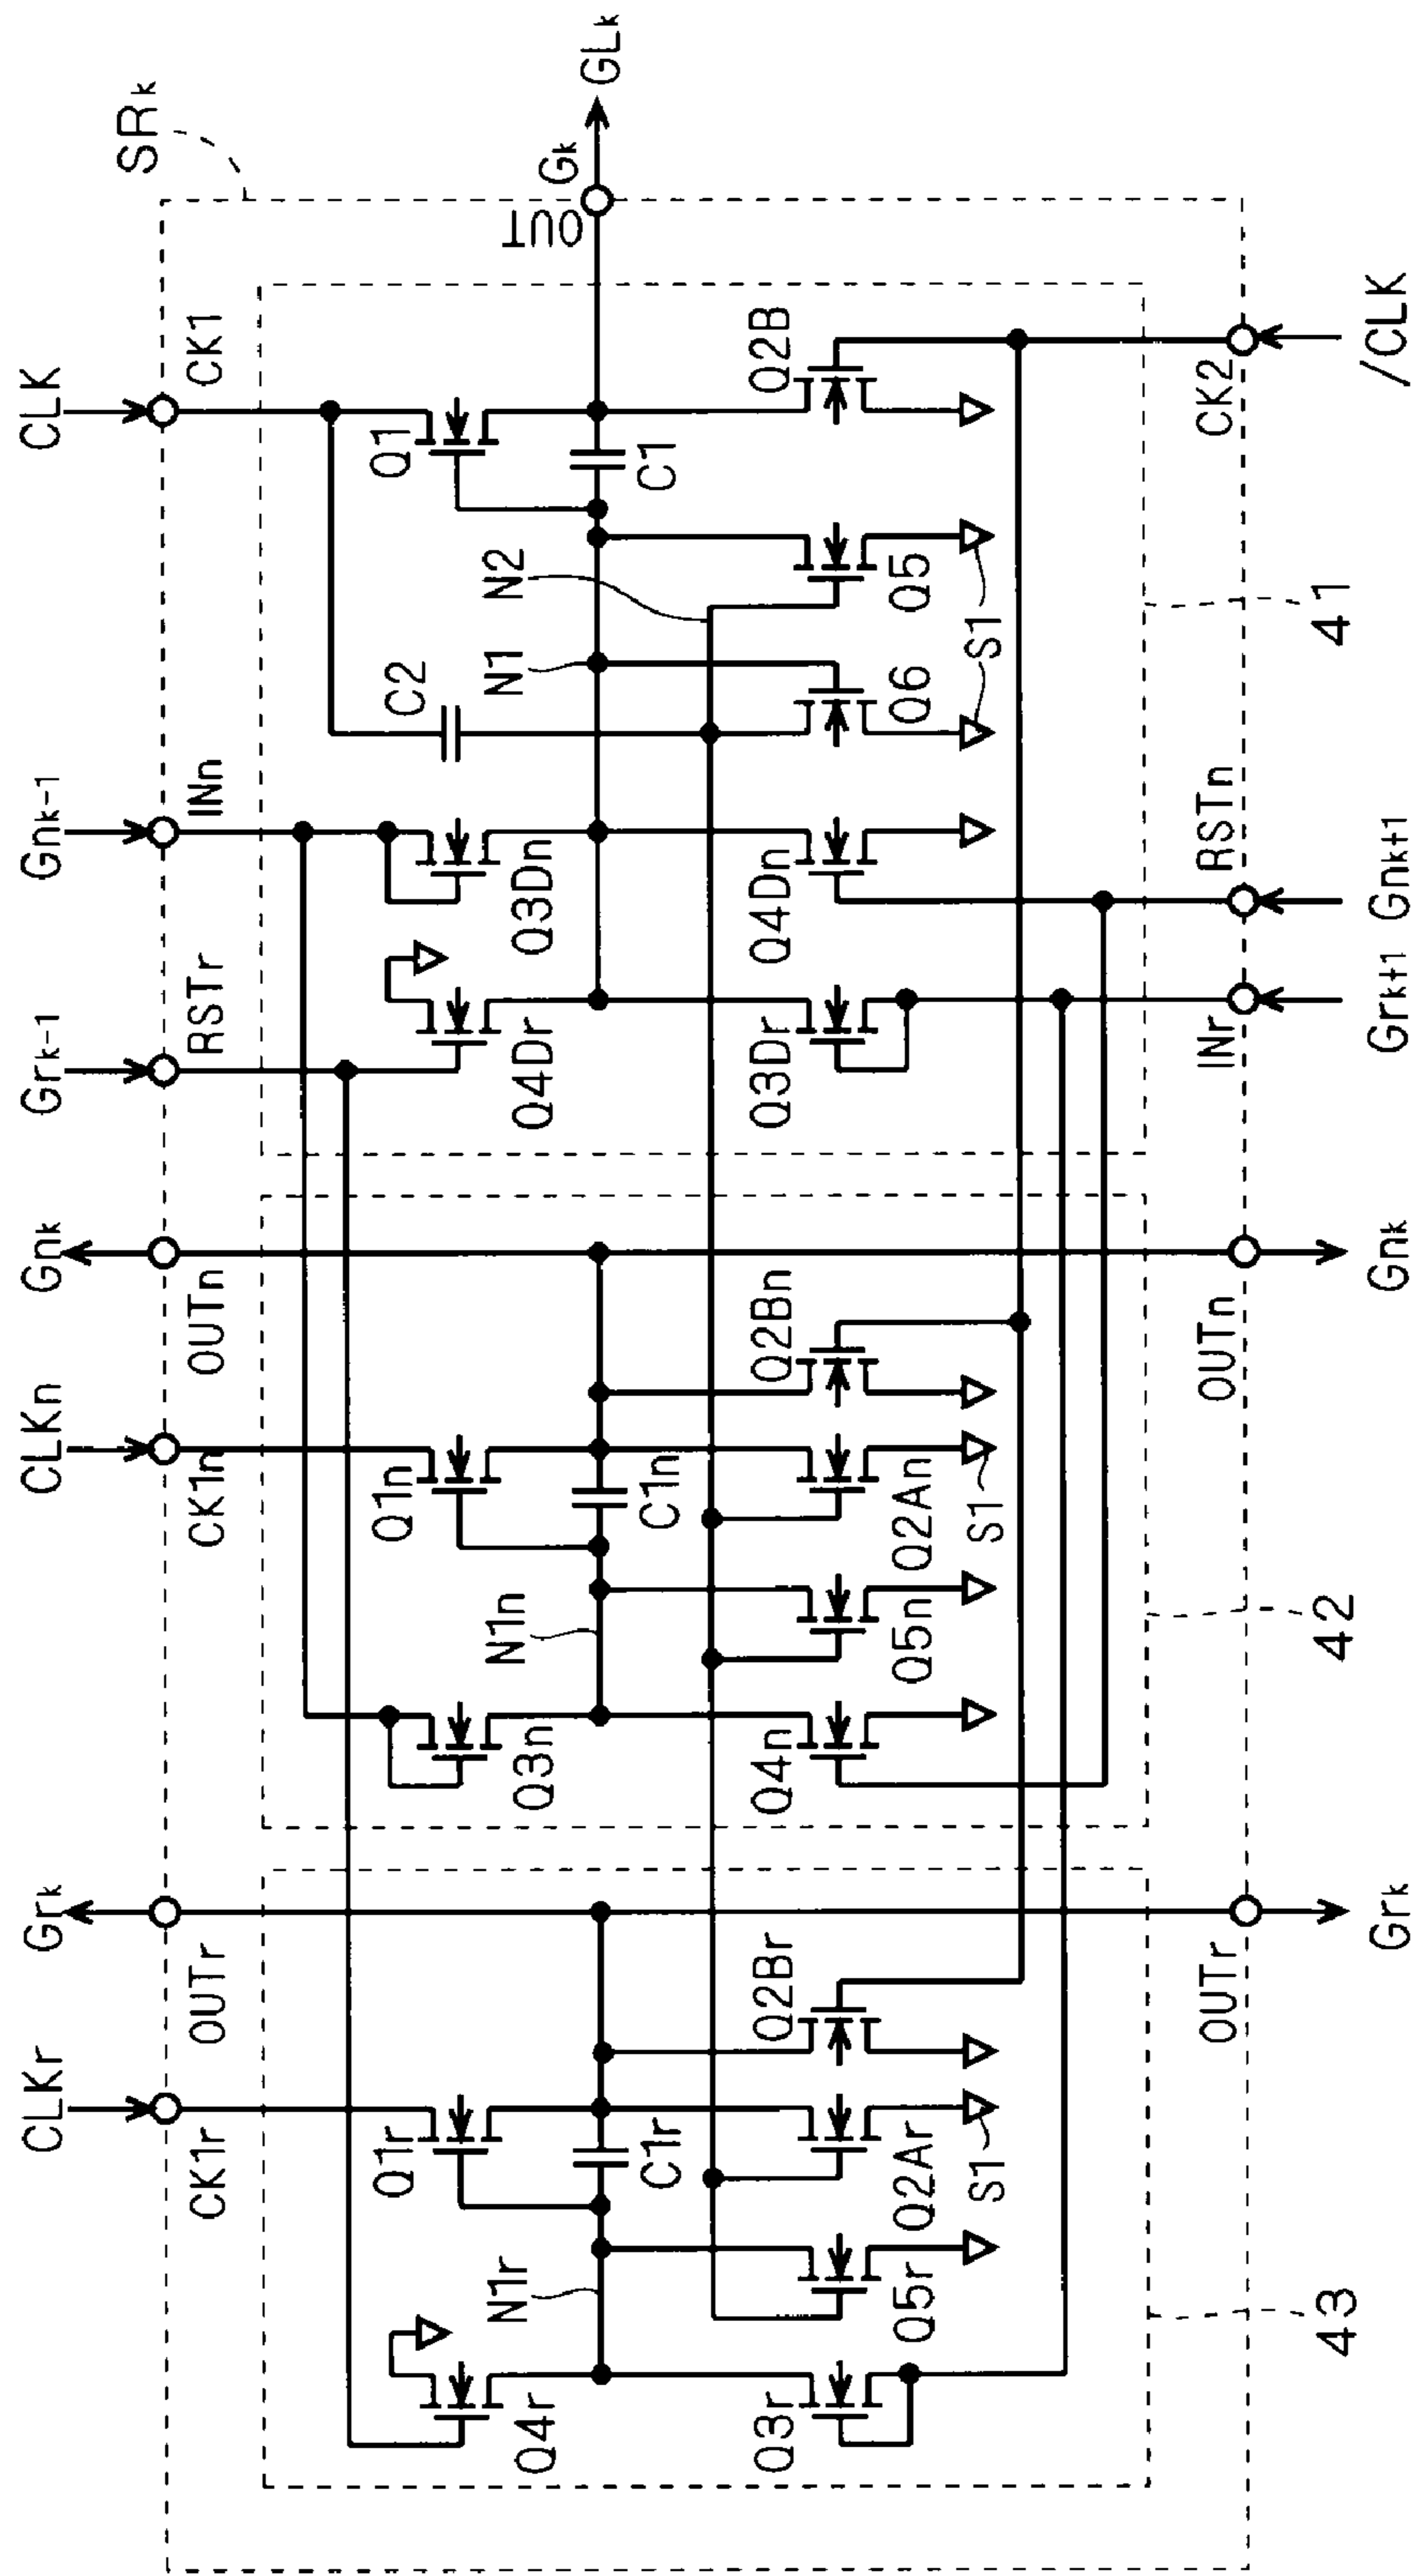 SRk
GLk
Gk
OUT
CLK
CK1
Q1
C1
Q2B
CK2
/CLK
N2
N1
C2
Q5
Q6
S1
41
Gnk-1
INn
Q3Dn
Q4Dn
RSTn
Gnk+1
Grk-1
RSTr
Q4Dr
Q3Dr
INr
Grk+1
Gnk
OUTn
Q2Bn
OUTn
Gnk
CLKn
CK1n
Q1n
C1n
Q2An
S1
N1n
Q5n
42
Q3n
Q4n
Grk
OUTr
Q2Br
OUTr
Grk
CLKr
CK1r
Q1r
C1r
Q2Ar
S1
N1r
Q5r
43
Q4r
Q3r